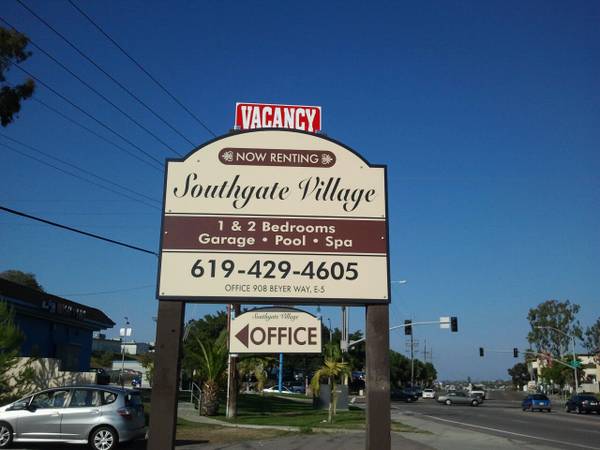 VACANCY
NOW RENTING
Southgate Village
1 & 2 Bedrooms
Garage • Pool • Spa
619-429-4605
OFFICE 908 BEYER WAY, E-5
Southgate Village
OFFICE